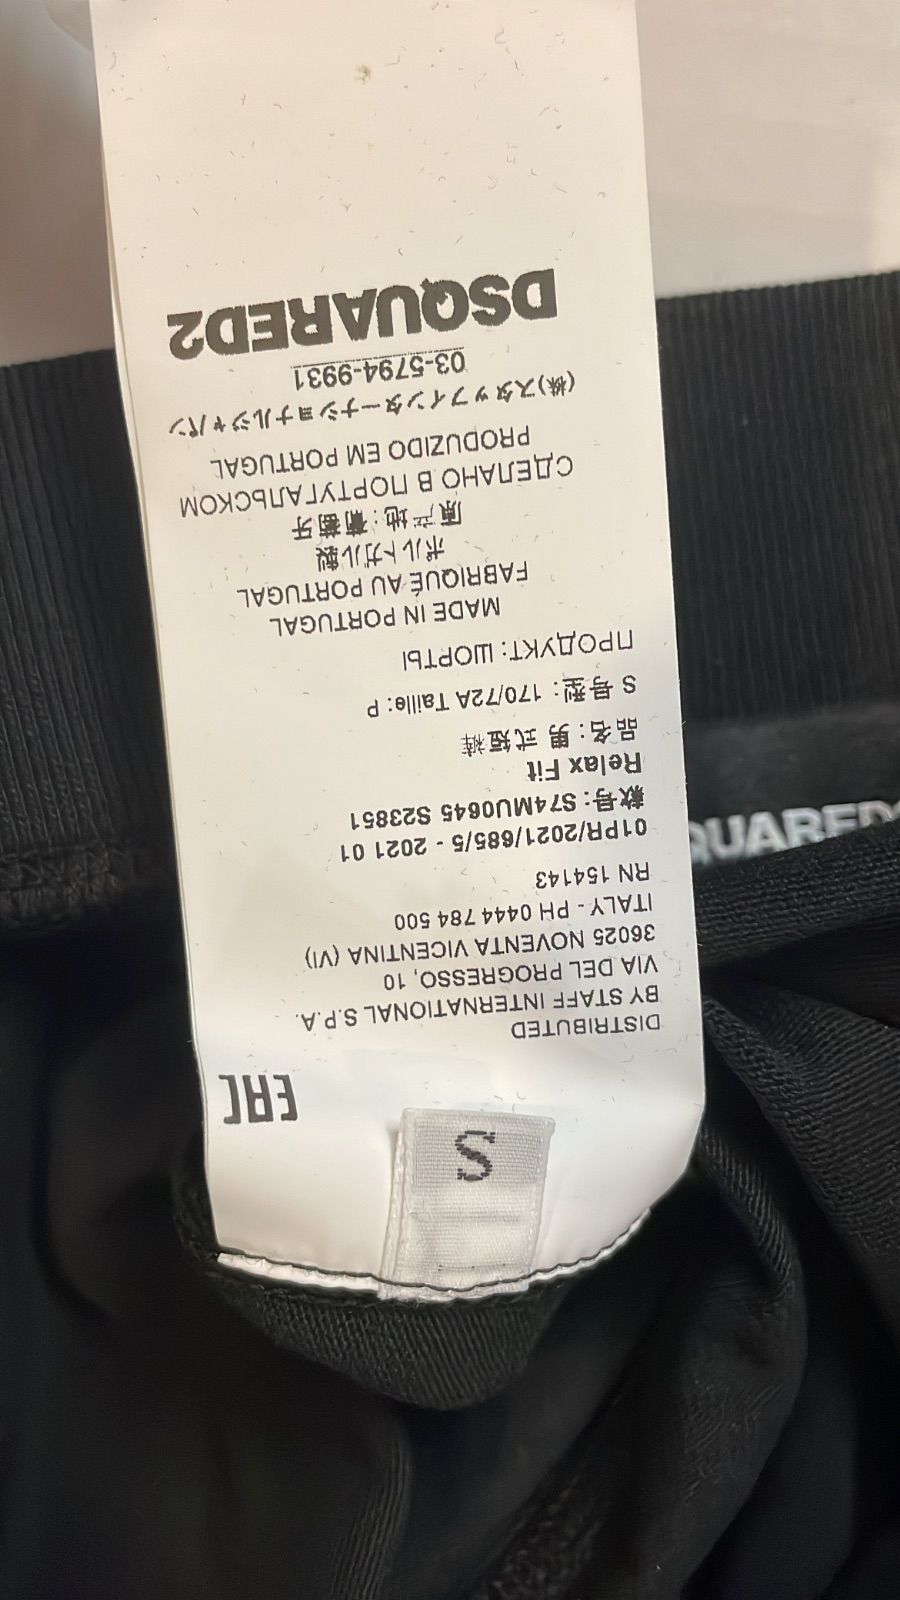 DSQUARED2
03-5794-9931
(株)スタッフインターナショナルジャパン
PRODUZIDO EM PORTUGAL
СДЕЛАНО В ПОРТУГАЛЬСКОМ
原产地:葡萄牙
ポルトガル製
FABRIQUÉ AU PORTUGAL
MADE IN PORTUGAL
ПРОДУКТ: ШОРТЫ
S 号型: 170/72A Taille: P
品名: 男式短裤
Relax Fit
款号: S74MU0645 S23851
01PR/2021/685/5 - 2021 01
RN 154143
ITALY - PH 0444 784 500
36025 NOVENTA VICENTINA (VI)
VIA DEL PROGRESSO, 10
BY STAFF INTERNATIONAL S.P.A.
DISTRIBUTED
EAC
S
QUARED